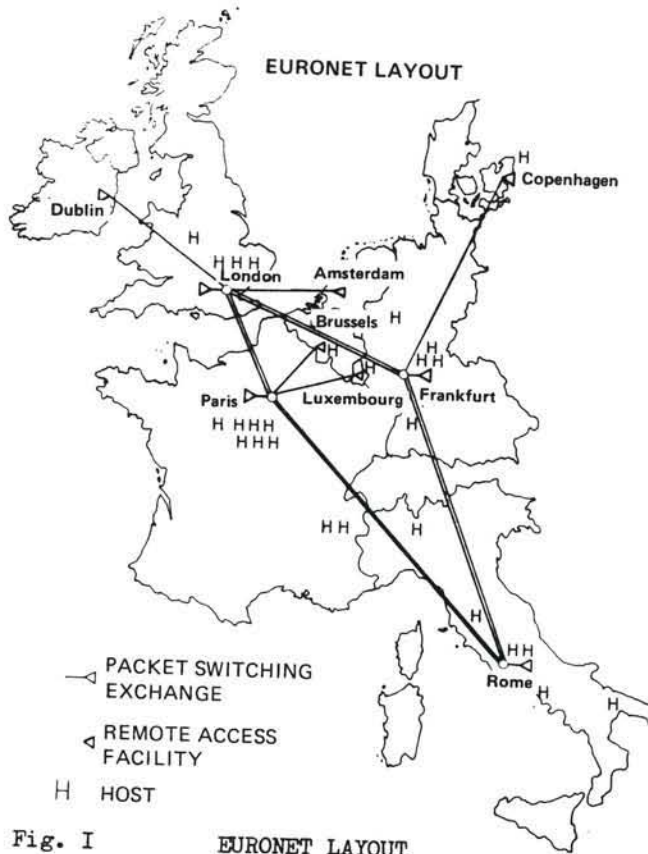 EURONET LAYOUT
H
Copenhagen
Dublin
H
H H H
London
Amsterdam
Brussels
H
H
H
H
H H
Paris
Luxembourg
Frankfurt
H H H H
H H H
H
H H
H
H
H H
Rome
H
H
PACKET SWITCHING
EXCHANGE
REMOTE ACCESS
FACILITY
H HOST
Fig. I EURONET LAYOUT